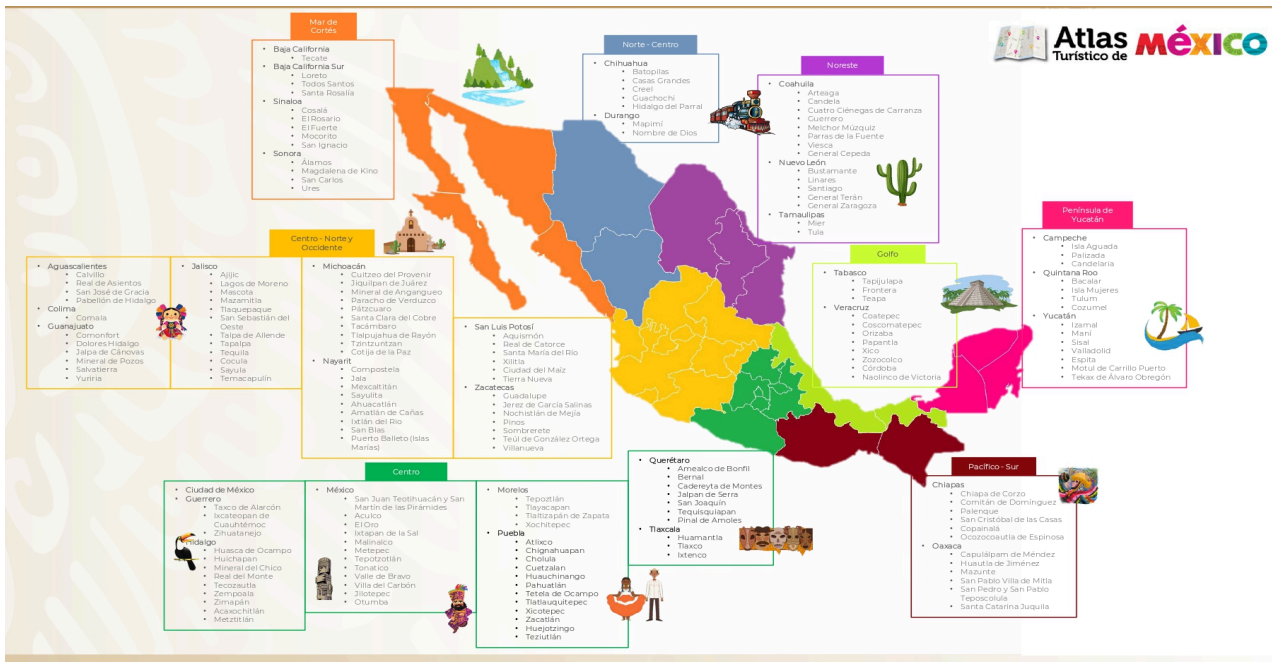 Atlas
Turístico de
México
Mar de
Cortés
Baja California
Tecate
Baja California Sur
Loreto
Todos Santos
Santa Rosalía
Sinaloa
Cosalá
El Rosario
El Fuerte
Mocorito
San Ignacio
Sonora
Álamos
Magdalena de Kino
San Carlos
Ures
Norte - Centro
Chihuahua
Batopilas
Casas Grandes
Creel
Guachochi
Hidalgo del Parral
Durango
Mapimí
Nombre de Dios
Noreste
Coahuila
Arteaga
Candela
Cuatro Ciénegas de Carranza
Guerrero
Melchor Múzquiz
Parras de la Fuente
Viesca
General Cepeda
Nuevo León
Bustamante
Linares
Santiago
General Terán
General Zaragoza
Tamaulipas
Mier
Tula
Centro - Norte y
Occidente
Aguascalientes
Calvillo
Real de Asientos
San José de Gracia
Pabellón de Hidalgo
Colima
Comala
Guanajuato
Comonfort
Dolores Hidalgo
Jalpa de Cánovas
Mineral de Pozos
Salvatierra
Yuriria
Jalisco
Ajijic
Lagos de Moreno
Mascota
Mazamitla
Tlaquepaque
San Sebastián del
Oeste
Talpa de Allende
Tapalpa
Tequila
Cocula
Sayula
Temacapulín
Michoacán
Cuitzeo del Provenir
Jiquilpan de Juárez
Mineral de Angangueo
Paracho de Verduzco
Pátzcuaro
Santa Clara del Cobre
Tacámbaro
Tlalpujahua de Rayón
Tzintzuntzan
Cotija de la Paz
Nayarit
Compostela
Jala
Mexcaltitán
Sayulita
Ahuacatlán
Amatlán de Cañas
Ixtlán del Rio
San Blas
Puerto Balleto (Islas
Marías)
San Luis Potosí
Aquismón
Real de Catorce
Santa María del Río
Xilitla
Ciudad del Maíz
Tierra Nueva
Zacatecas
Guadalupe
Jerez de García Salinas
Nochistlán de Mejía
Pinos
Sombrerete
Teúl de González Ortega
Villanueva
Golfo
Tabasco
Tapijulapa
Frontera
Teapa
Veracruz
Coatepec
Coscomatepec
Orizaba
Papantla
Xico
Zozocolco
Córdoba
Naolinco de Victoria
Península de
Yucatán
Campeche
Isla Aguada
Palizada
Candelaria
Quintana Roo
Bacalar
Isla Mujeres
Tulum
Cozumel
Yucatán
Izamal
Maní
Sisal
Valladolid
Espita
Motul de Carrillo Puerto
Tekax de Álvaro Obregón
Centro
Ciudad de México
Guerrero
Taxco de Alarcón
Ixcateopan de
Cuauhtémoc
Zihuatanejo
Hidalgo
Huasca de Ocampo
Huichapan
Mineral del Chico
Real del Monte
Tecozautla
Zempoala
Zimapán
Acaxochitlán
Metztitlán
México
San Juan Teotihuacán y San
Martín de las Pirámides
Aculco
El Oro
Ixtapan de la Sal
Malinalco
Metepec
Tepotzotlán
Tonatico
Valle de Bravo
Villa del Carbón
Jilotepec
Otumba
Morelos
Tepoztlán
Tlayacapan
Tlaltizapán de Zapata
Xochitepec
Puebla
Atlixco
Chignahuapan
Cholula
Cuetzalan
Huauchinango
Pahuatlán
Tetela de Ocampo
Tlatlauquitepec
Xicotepec
Zacatlán
Huejotzingo
Teziutlán
Querétaro
Amealco de Bonfil
Bernal
Cadereyta de Montes
Jalpan de Serra
San Joaquín
Tequisquiapan
Pinal de Amoles
Tlaxcala
Huamantla
Tlaxco
Ixtenco
Pacífico - Sur
Chiapas
Chiapa de Corzo
Comitán de Domínguez
Palenque
San Cristóbal de las Casas
Copainalá
Ocozocoautla de Espinosa
Oaxaca
Capulálpam de Méndez
Huautla de Jiménez
Mazunte
San Pablo Villa de Mitla
San Pedro y San Pablo
Teposcolula
Santa Catarina Juquila